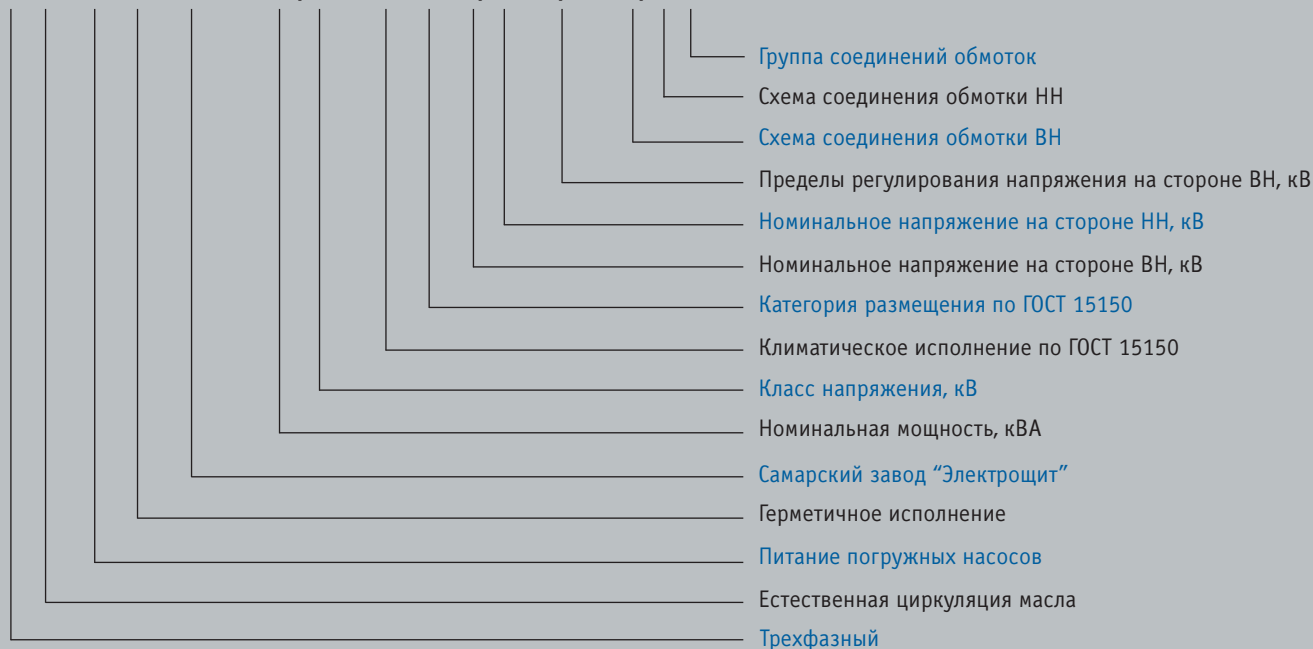 Группа соединений обмоток
Схема соединения обмотки НН
Схема соединения обмотки ВН
Пределы регулирования напряжения на стороне ВН, кВ
Номинальное напряжение на стороне НН, кВ
Номинальное напряжение на стороне ВН, кВ
Категория размещения по ГОСТ 15150
Климатическое исполнение по ГОСТ 15150
Класс напряжения, кВ
Номинальная мощность, кВА
Самарский завод “Электрощит”
Герметичное исполнение
Питание погружных насосов
Естественная циркуляция масла
Трехфазный